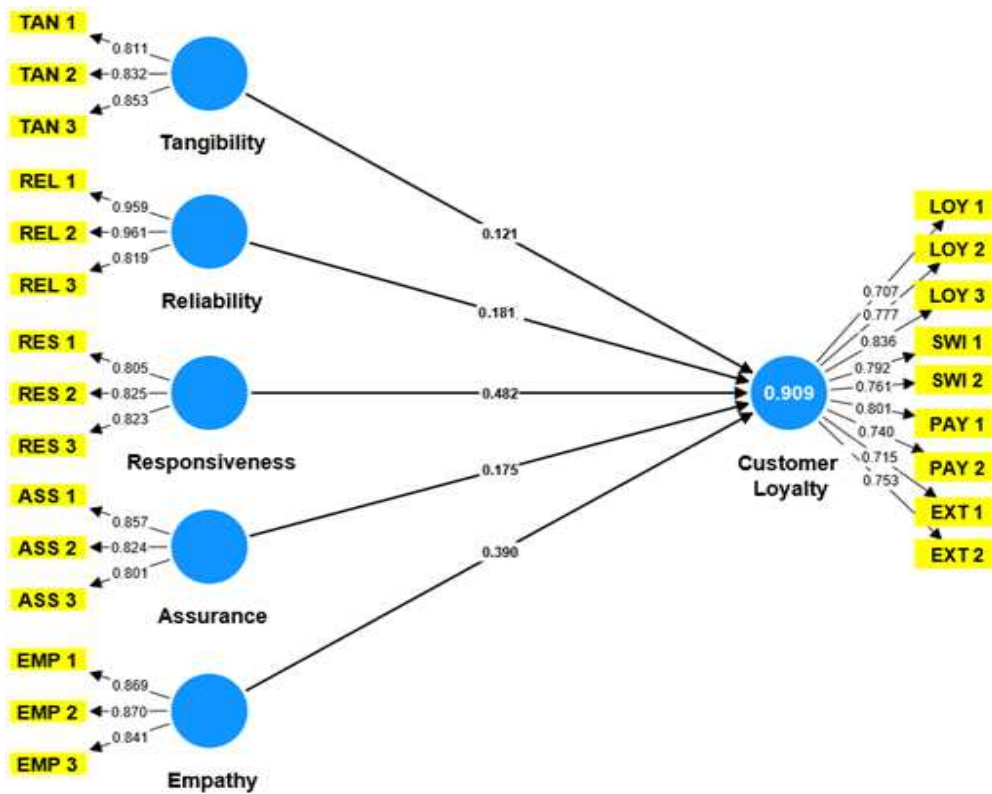 TAN 1
0.811
TAN 2
0.832
TAN 3
0.853
Tangibility
REL 1
0.959
REL 2
0.961
REL 3
0.819
Reliability
RES 1
0.805
RES 2
0.825
RES 3
0.823
Responsiveness
ASS 1
0.857
ASS 2
0.824
ASS 3
0.801
Assurance
EMP 1
0.869
EMP 2
0.870
EMP 3
0.841
Empathy
0.121
0.181
0.482
0.175
0.390
0.909
Customer
Loyalty
0.707
0.777
0.836
0.792
0.761
0.801
0.740
0.715
0.753
LOY 1
LOY 2
LOY 3
SWI 1
SWI 2
PAY 1
PAY 2
EXT 1
EXT 2